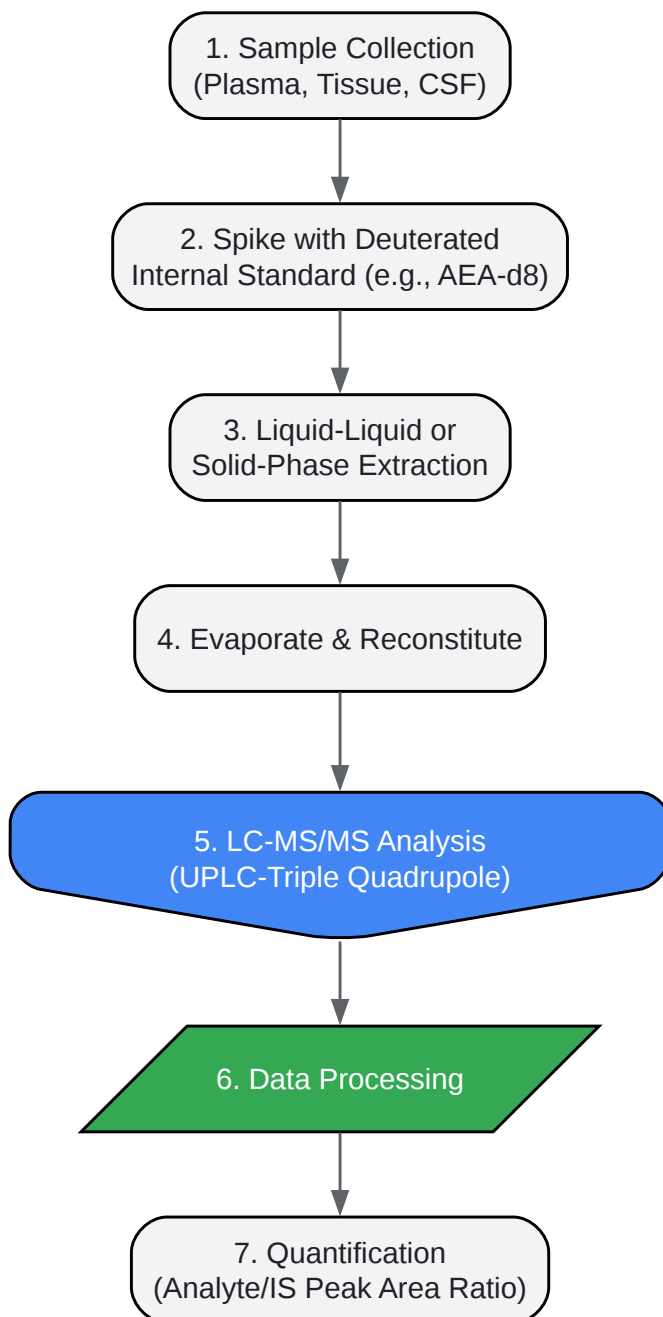 1. Sample Collection
(Plasma, Tissue, CSF)
2. Spike with Deuterated
Internal Standard (e.g., AEA-d8)
3. Liquid-Liquid or
Solid-Phase Extraction
4. Evaporate & Reconstitute
5. LC-MS/MS Analysis
(UPLC-Triple Quadrupole)
6. Data Processing
7. Quantification
(Analyte/IS Peak Area Ratio)